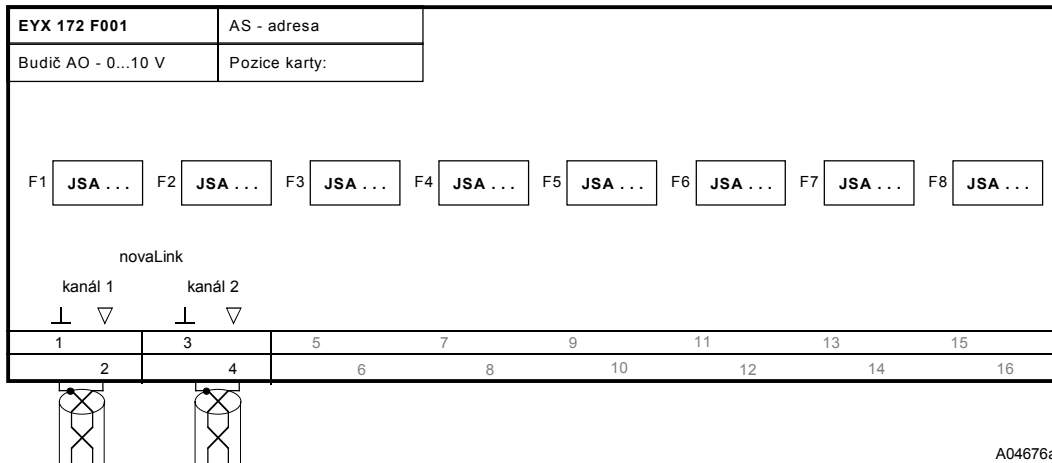 EYX 172 F001 AS - adresa
Budič AO - 0...10 V Pozice karty:
F1 JSA . . . F2 JSA . . . F3 JSA . . . F4 JSA . . . F5 JSA . . . F6 JSA . . . F7 JSA . . . F8 JSA . . .
novaLink
kanál 1 kanál 2
1 3 5 7 9 11 13 15
2 4 6 8 10 12 14 16
A04676a